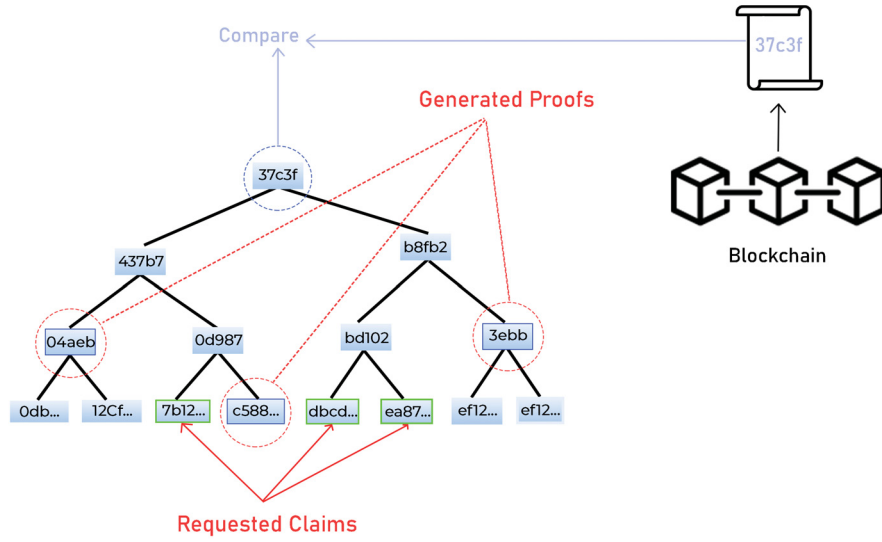 Compare
37c3f
Generated Proofs
37c3f
Blockchain
437b7
b8fb2
04aeb
0d987
bd102
3ebb
0db...
12Cf...
7b12...
c588...
dbcd...
ea87...
ef12...
ef12...
Requested Claims